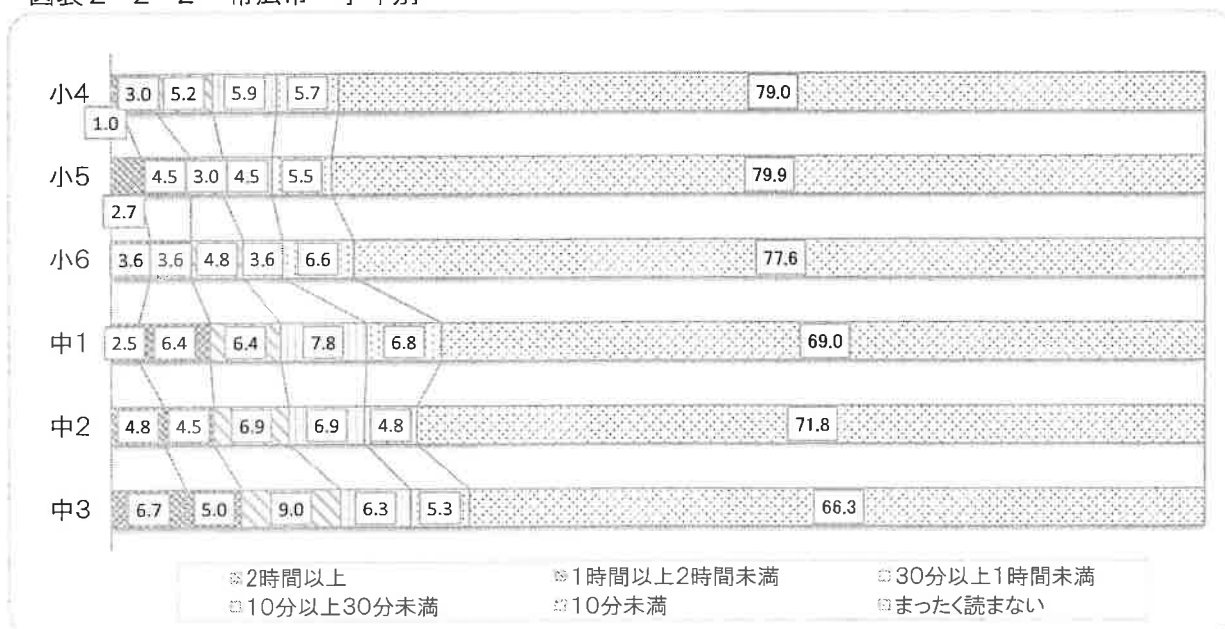 小4 3.0 5.2 5.9 5.7 79.0
1.0
小5 4.5 3.0 4.5 5.5 79.9
2.7
小6 3.6 3.6 4.8 3.6 6.6 77.6
中1 2.5 6.4 6.4 7.8 6.8 69.0
中2 4.8 4.5 6.9 6.9 4.8 71.8
中3 6.7 5.0 9.0 6.3 5.3 66.3
2時間以上 1時間以上2時間未満 30分以上1時間未満
10分以上30分未満 10分未満 まったく読まない